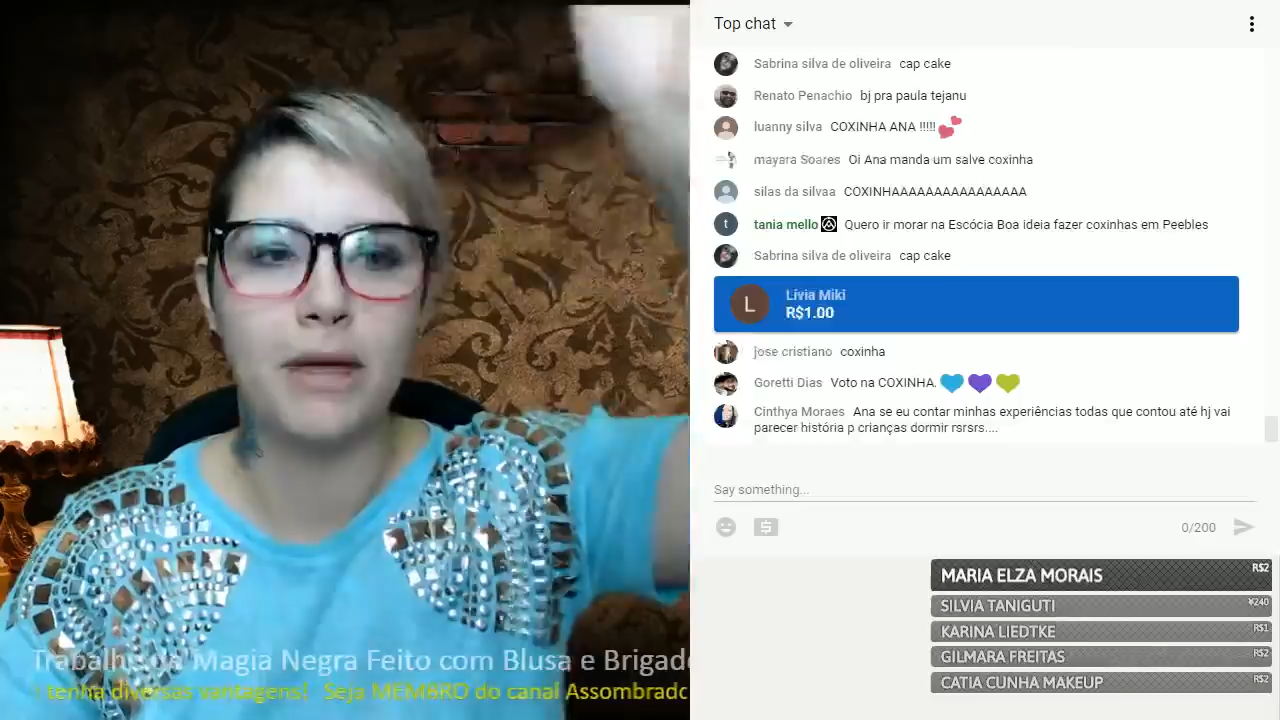 Top chat
Sabrina silva de oliveira cap cake
Renato Penachio bj pra paula tejanu
luanny silva COXINHA ANA !!!!!
mayara Soares Oi Ana manda um salve coxinha
silas da silvaa COXINHAAAAAAAAAAAAAAAAA
t tania mello Quero ir morar na Escócia Boa ideia fazer coxinhas em Peebles
Sabrina silva de oliveira cap cake
L Lívia Miki
R$1.00
jose cristiano coxinha
Goretti Dias Voto na COXINHA.
Cinthya Moraes Ana se eu contar minhas experiências todas que contou até hj vai
parecer história p crianças dormir rsrsrs....
Say something...
0/200
MARIA ELZA MORAIS R$2
SILVIA TANIGUTI ¥240
KARINA LIEDTKE R$1
GILMARA FREITAS R$2
CATIA CUNHA MAKEUP R$2
Magia Negra Feito com Blusa e Brigade
tenha diversas vantagens! Seja MEMBRO do canal Assombrado